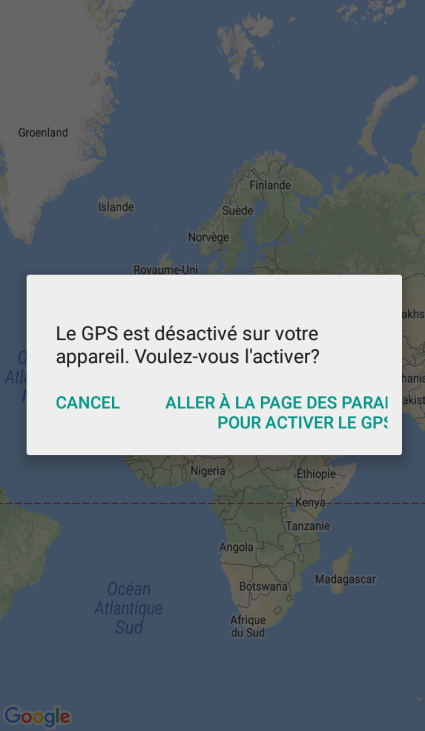 Groenland
Finlande
Islande
Suède
Norvège
Royaume-Uni
Le GPS est désactivé sur votre
appareil. Voulez-vous l'activer?
CANCEL
ALLER À LA PAGE DES PARA
POUR ACTIVER LE GPS
Nigeria
Éthiopie
Kenya
Tanzanie
Angola
Madagascar
Botswana
Océan
Atlantique
Sud
Afrique
du Sud
Google